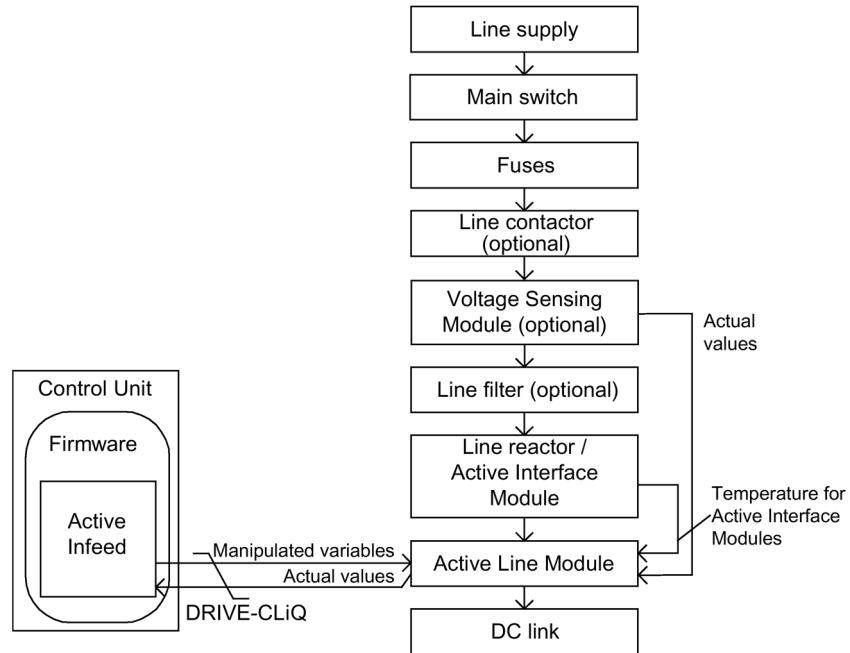 Line supply
Main switch
Fuses
Line contactor
(optional)
Voltage Sensing
Module (optional)
Actual
values
Line filter (optional)
Control Unit
Firmware
Active
Infeed
Line reactor /
Active Interface
Module
Temperature for
Active Interface
Modules
Manipulated variables
Actual values
DRIVE-CLiQ
Active Line Module
DC link